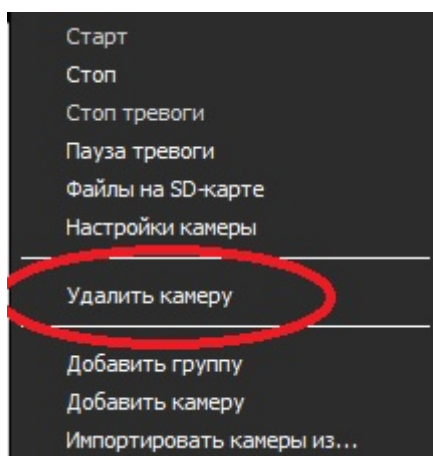 Старт
Стоп
Стоп тревоги
Пауза тревоги
Файлы на SD-карте
Настройки камеры
Удалить камеру
Добавить группу
Добавить камеру
Импортировать камеры из...